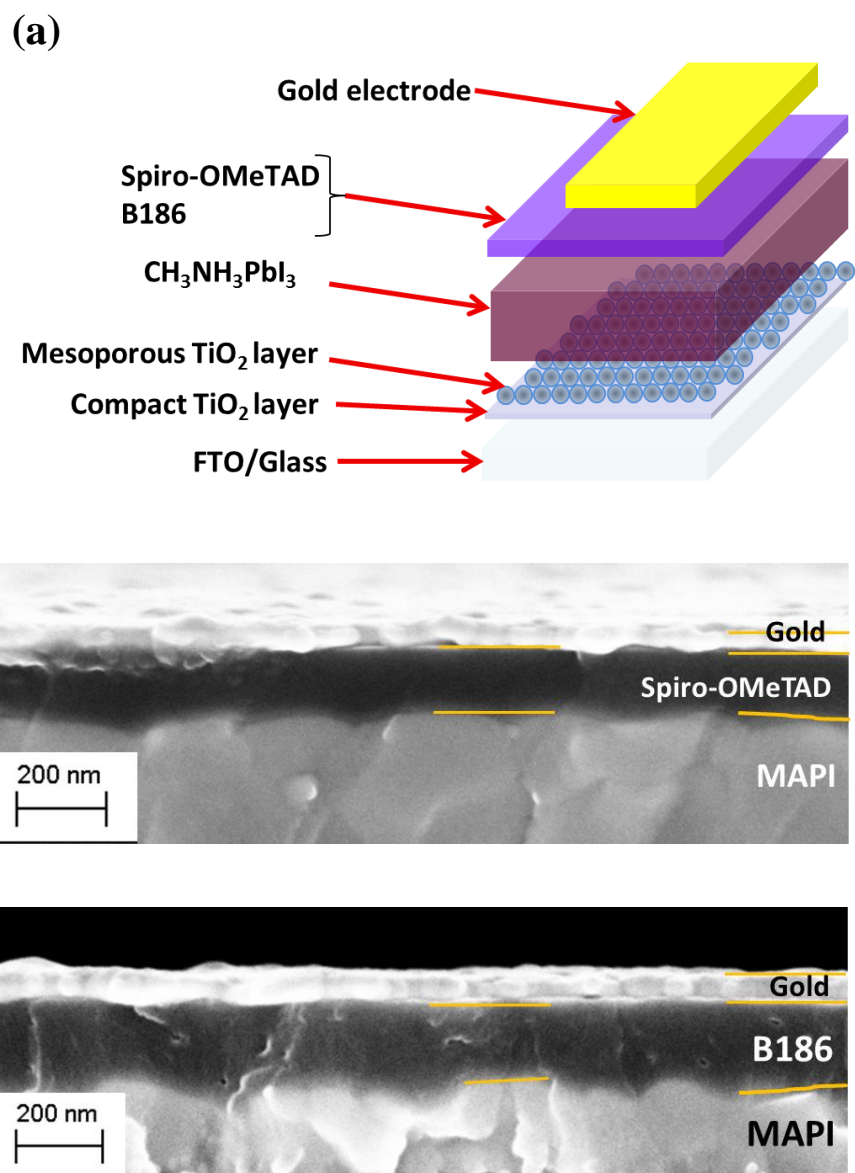 (a)
Gold electrode
Spiro-OMeTAD
B186
CH₃NH₃PbI₃
Mesoporous TiO₂ layer
Compact TiO₂ layer
FTO/Glass
Gold
Spiro-OMeTAD
MAPI
200 nm
Gold
B186
MAPI
200 nm